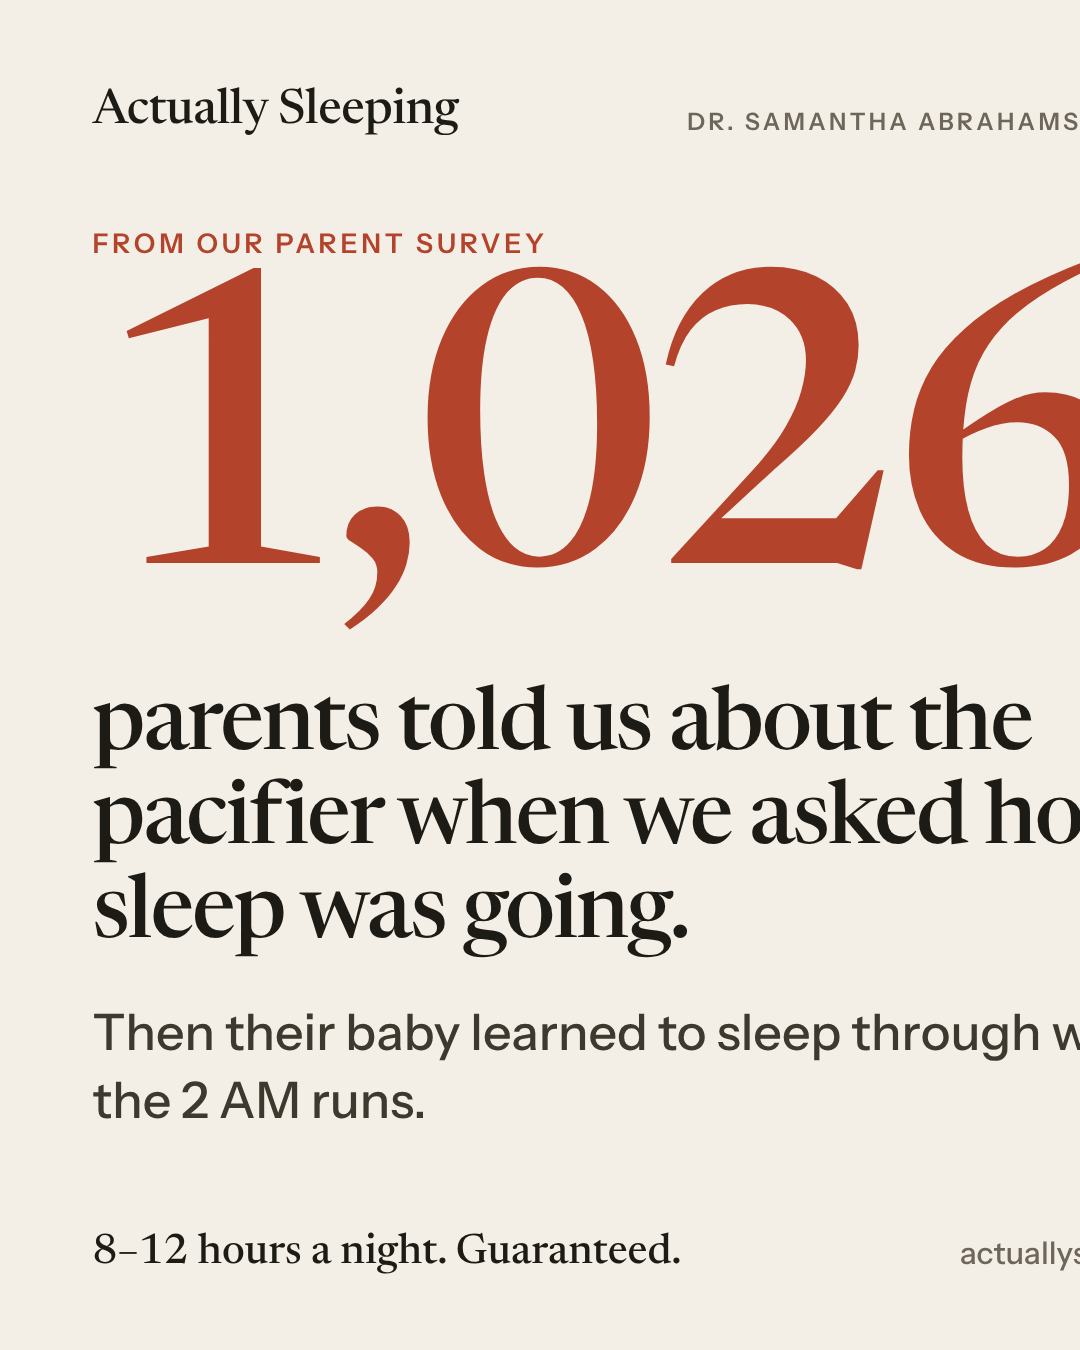 Actually Sleeping
DR. SAMANTHA ABRAHAMS
FROM OUR PARENT SURVEY
1,026
parents told us about the
pacifier when we asked ho
sleep was going.
Then their baby learned to sleep through w
the 2 AM runs.
8–12 hours a night. Guaranteed.
actuallys